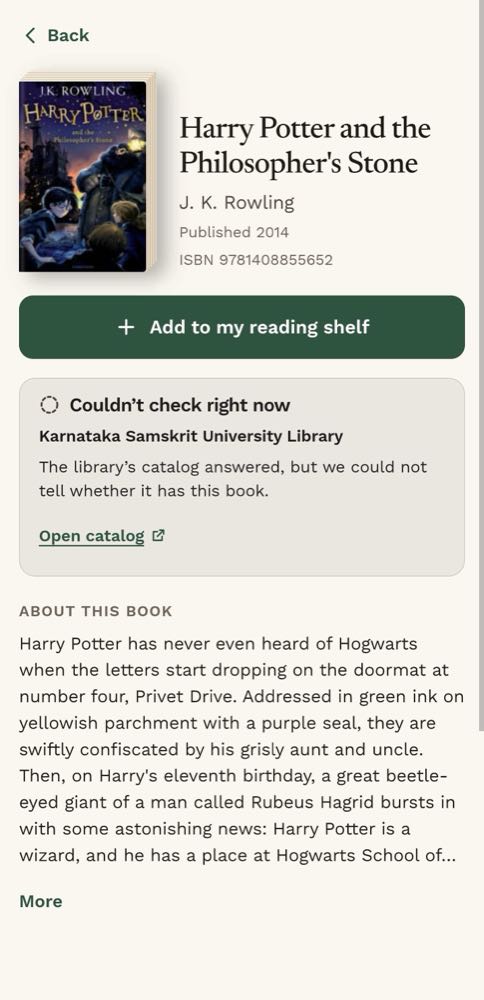 Back
J.K. ROWLING
HARRY POTTER
and the
Philosopher's Stone
Harry Potter and the
Philosopher's Stone
J. K. Rowling
Published 2014
ISBN 9781408855652
Add to my reading shelf
Couldn’t check right now
Karnataka Samskrit University Library
The library’s catalog answered, but we could not
tell whether it has this book.
Open catalog
ABOUT THIS BOOK
Harry Potter has never even heard of Hogwarts
when the letters start dropping on the doormat at
number four, Privet Drive. Addressed in green ink on
yellowish parchment with a purple seal, they are
swiftly confiscated by his grisly aunt and uncle.
Then, on Harry's eleventh birthday, a great beetle-
eyed giant of a man called Rubeus Hagrid bursts in
with some astonishing news: Harry Potter is a
wizard, and he has a place at Hogwarts School of...
More